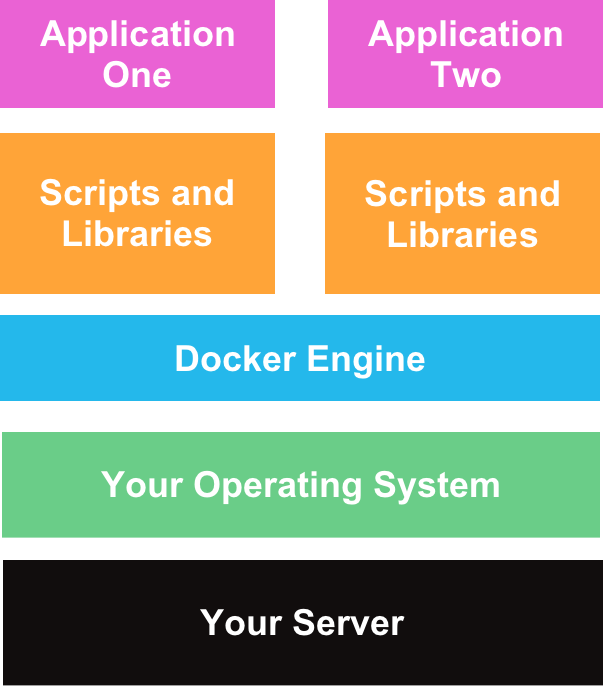 Application
One
Application
Two
Scripts and
Libraries
Scripts and
Libraries
Docker Engine
Your Operating System
Your Server